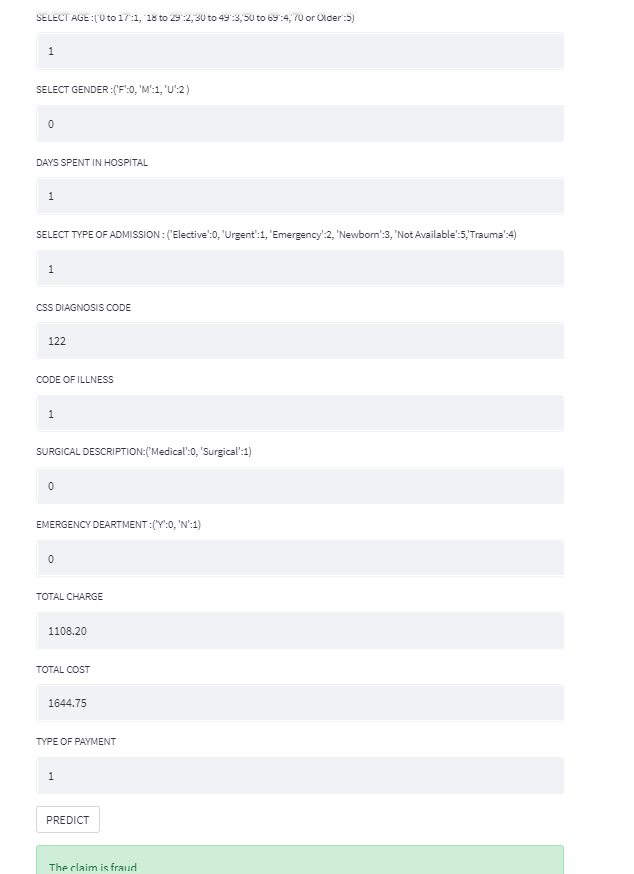 SELECT AGE :('0 to 17':1, '18 to 29':2,'30 to 49':3,'50 to 69':4,'70 or Older':5)
1
SELECT GENDER :('F':0, 'M':1, 'U':2 )
0
DAYS SPENT IN HOSPITAL
1
SELECT TYPE OF ADMISSION : ('Elective':0, 'Urgent':1, 'Emergency':2, 'Newborn':3, 'Not Available':5,'Trauma':4)
1
CSS DIAGNOSIS CODE
122
CODE OF ILLNESS
1
SURGICAL DESCRIPTION:('Medical':0, 'Surgical':1)
0
EMERGENCY DEARTMENT :('Y':0, 'N':1)
0
TOTAL CHARGE
1108.20
TOTAL COST
1644.75
TYPE OF PAYMENT
1
PREDICT
The claim is fraud